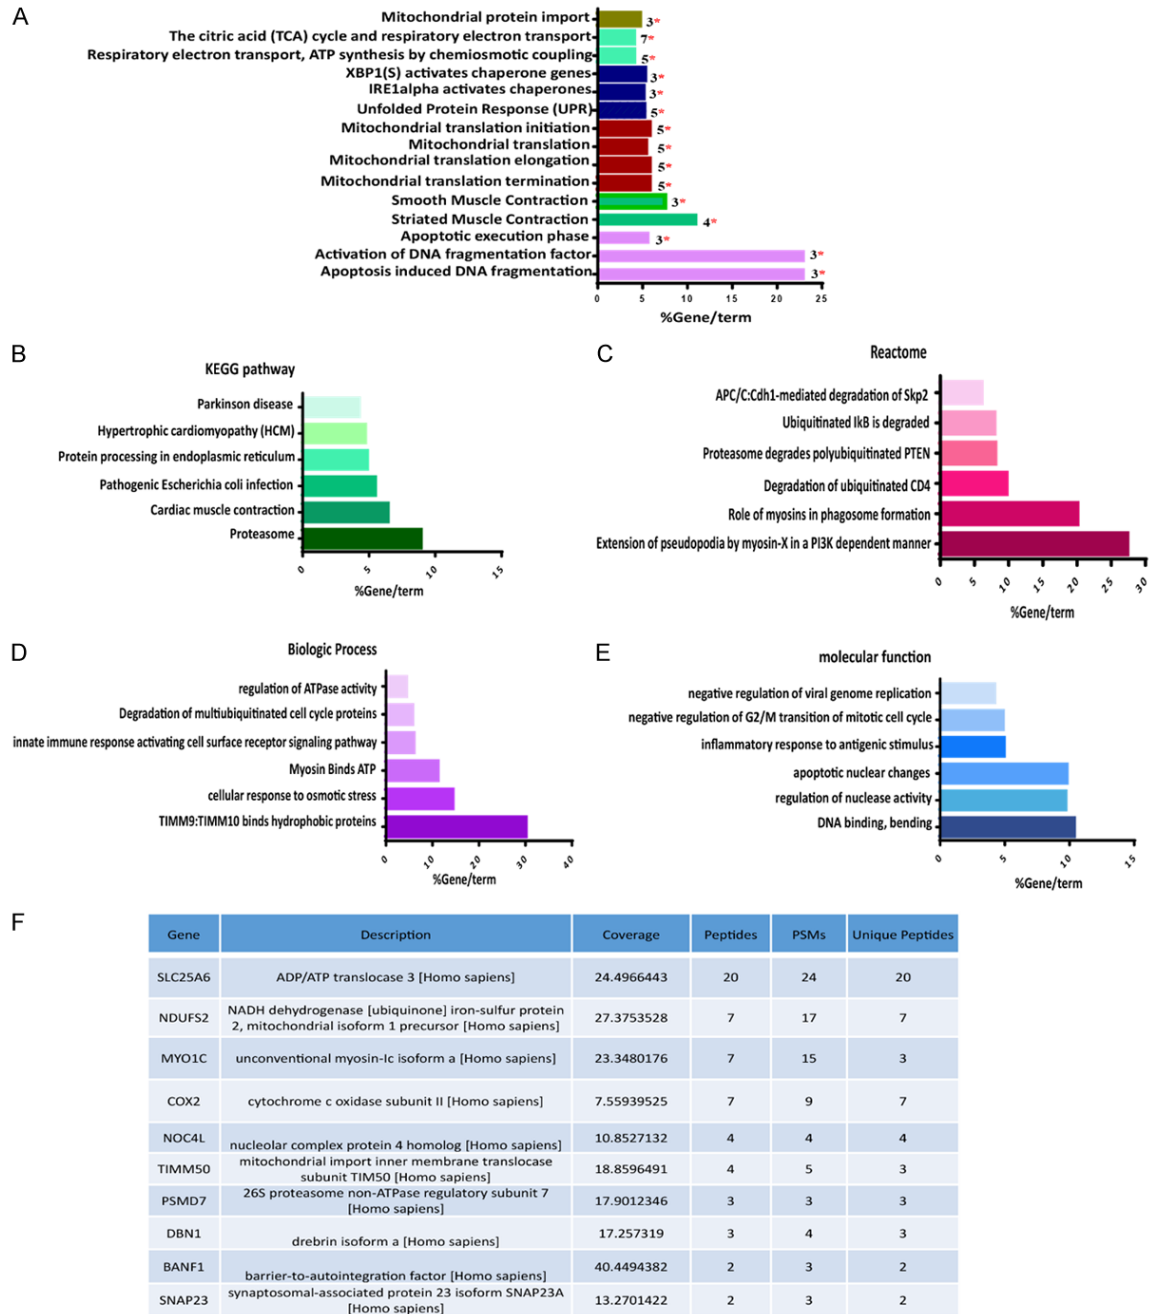 A
Mitochondrial protein import
3*
The citric acid (TCA) cycle and respiratory electron transport
7*
Respiratory electron transport, ATP synthesis by chemiosmotic coupling
5*
XBP1(S) activates chaperone genes
3*
IRE1alpha activates chaperones
3*
Unfolded Protein Response (UPR)
5*
Mitochondrial translation initiation
5*
Mitochondrial translation
5*
Mitochondrial translation elongation
5*
Mitochondrial translation termination
5*
Smooth Muscle Contraction
3*
Striated Muscle Contraction
4*
Apoptotic execution phase
3*
Activation of DNA fragmentation factor
3*
Apoptosis induced DNA fragmentation
3*
0 5 10 15 20 25
%Gene/term
B
KEGG pathway
Parkinson disease
Hypertrophic cardiomyopathy (HCM)
Protein processing in endoplasmic reticulum
Pathogenic Escherichia coli infection
Cardiac muscle contraction
Proteasome
0 5 10 15
%Gene/term
C
Reactome
APC/C:Cdh1-mediated degradation of Skp2
Ubiquitinated IkB is degraded
Proteasome degrades polyubiquitinated PTEN
Degradation of ubiquitinated CD4
Role of myosins in phagosome formation
Extension of pseudopodia by myosin-X in a PI3K dependent manner
0 5 10 15 20 25 30
%Gene/term
D
Biologic Process
regulation of ATPase activity
Degradation of multiubiquitinated cell cycle proteins
innate immune response activating cell surface receptor signaling pathway
Myosin Binds ATP
cellular response to osmotic stress
TIMM9:TIMM10 binds hydrophobic proteins
0 10 20 30 40
%Gene/term
E
molecular function
negative regulation of viral genome replication
negative regulation of G2/M transition of mitotic cell cycle
inflammatory response to antigenic stimulus
apoptotic nuclear changes
regulation of nuclease activity
DNA binding, bending
0 5 10 15
%Gene/term
F
Gene Description Coverage Peptides PSMs Unique Peptides
SLC25A6 ADP/ATP translocase 3 [Homo sapiens] 24.4966443 20 24 20
NDUFS2 NADH dehydrogenase [ubiquinone] iron-sulfur protein
2, mitochondrial isoform 1 precursor [Homo sapiens] 27.3753528 7 17 7
MYO1C unconventional myosin-Ic isoform a [Homo sapiens] 23.3480176 7 15 3
COX2 cytochrome c oxidase subunit II [Homo sapiens] 7.55939525 7 9 7
NOC4L nucleolar complex protein 4 homolog [Homo sapiens] 10.8527132 4 4 4
TIMM50 mitochondrial import inner membrane translocase
subunit TIM50 [Homo sapiens] 18.8596491 4 5 3
PSMD7 26S proteasome non-ATPase regulatory subunit 7
[Homo sapiens] 17.9012346 3 3 3
DBN1 drebrin isoform a [Homo sapiens] 17.257319 3 4 3
BANF1 barrier-to-autointegration factor [Homo sapiens] 40.4494382 2 3 2
SNAP23 synaptosomal-associated protein 23 isoform SNAP23A
[Homo sapiens] 13.2701422 2 3 2